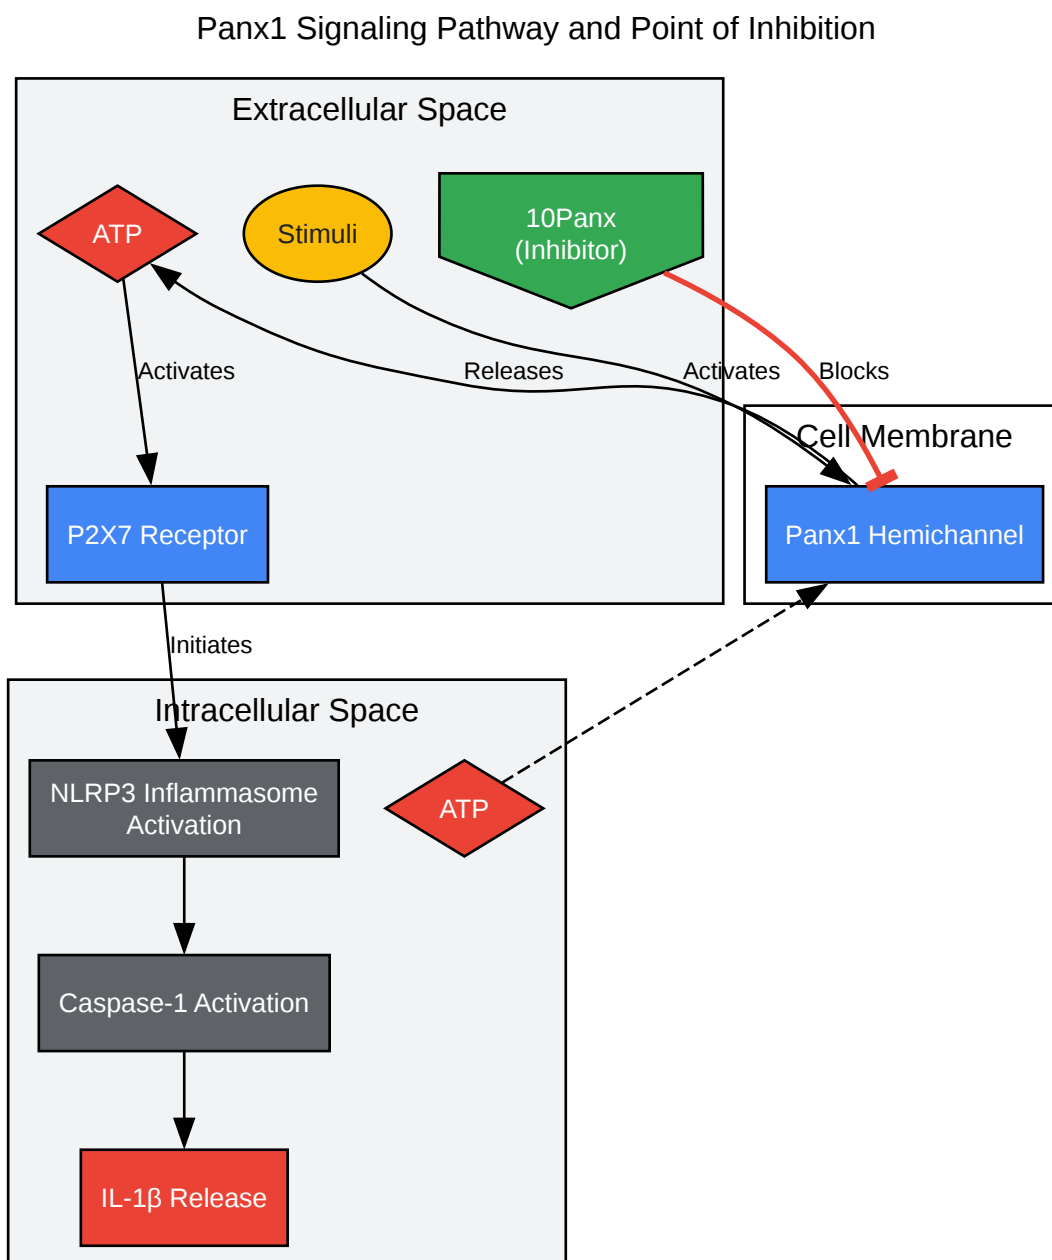 Panx1 Signaling Pathway and Point of Inhibition
Extracellular Space
ATP
Stimuli
10Panx
(Inhibitor)
Activates
Releases
Activates
Blocks
Cell Membrane
P2X7 Receptor
Panx1 Hemichannel
Initiates
Intracellular Space
NLRP3 Inflammasome
Activation
ATP
Caspase-1 Activation
IL-1β Release